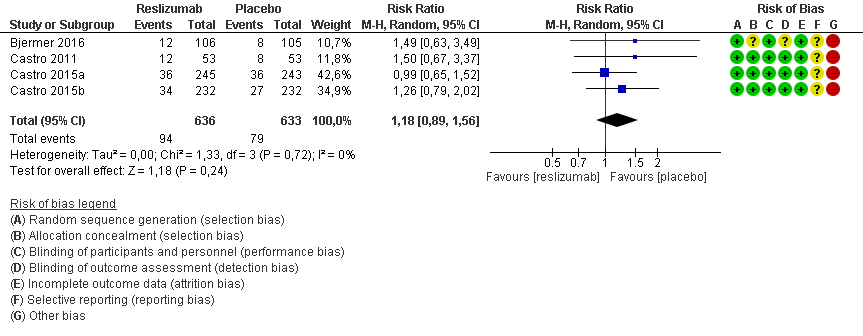 Reslizumab Placebo Risk Ratio Risk Ratio Risk of Bias
Study or Subgroup Events Total Events Total Weight M-H, Random, 95% CI M-H, Random, 95% CI A B C D E F G
Bjermer 2016 12 106 8 105 10,7% 1,49 [0,63, 3,49] + ? + ? + ? −
Castro 2011 12 53 8 53 11,8% 1,50 [0,67, 3,37] + + + + + ? −
Castro 2015a 36 245 36 243 42,6% 0,99 [0,65, 1,52] + + + + + ? −
Castro 2015b 34 232 27 232 34,9% 1,26 [0,79, 2,02] + + + + + ? −
Total (95% CI) 636 633 100,0% 1,18 [0,89, 1,56]
Total events 94 79
Heterogeneity: Tau² = 0,00; Chi² = 1,33, df = 3 (P = 0,72); I² = 0%
Test for overall effect: Z = 1,18 (P = 0,24)
0.5 0.7 1 1.5 2
Favours [reslizumab] Favours [placebo]
Risk of bias legend
(A) Random sequence generation (selection bias)
(B) Allocation concealment (selection bias)
(C) Blinding of participants and personnel (performance bias)
(D) Blinding of outcome assessment (detection bias)
(E) Incomplete outcome data (attrition bias)
(F) Selective reporting (reporting bias)
(G) Other bias